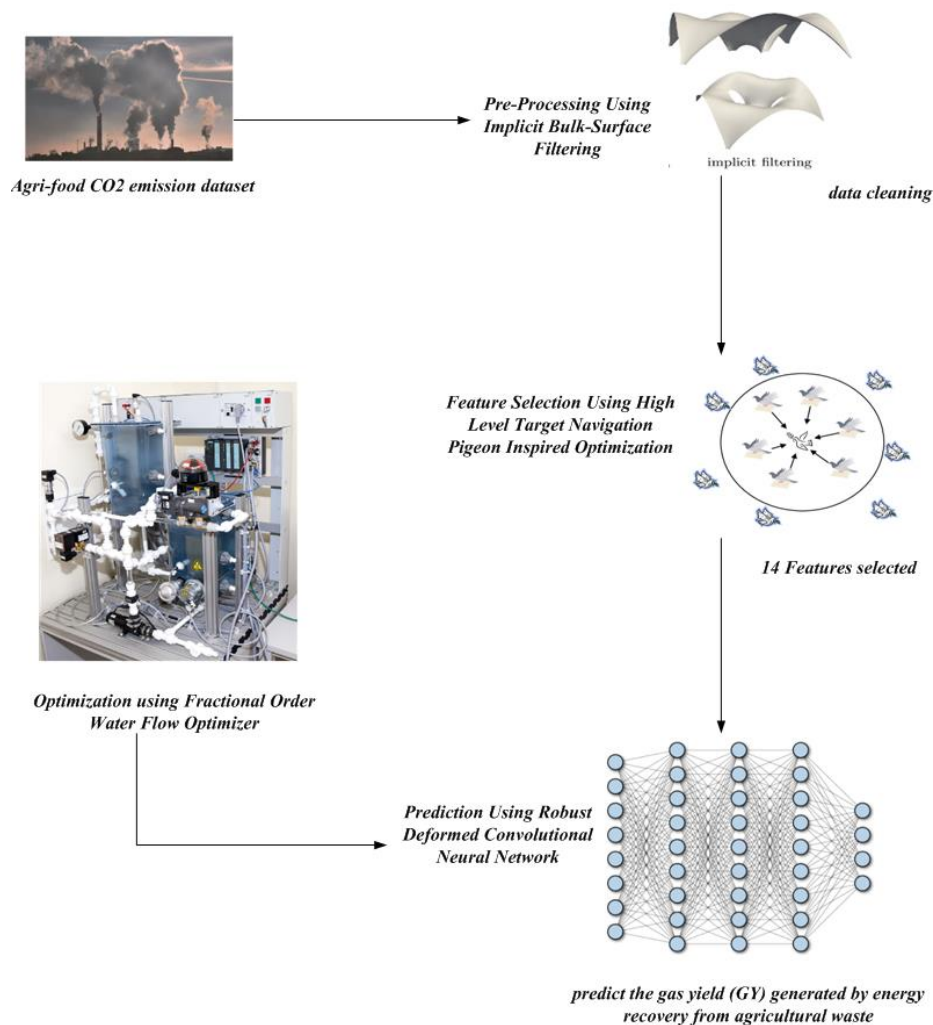 Pre-Processing Using
Implicit Bulk-Surface
Filtering
implicit filtering
Agri-food CO2 emission dataset
data cleaning
Feature Selection Using High
Level Target Navigation
Pigeon Inspired Optimization
14 Features selected
Optimization using Fractional Order
Water Flow Optimizer
Prediction Using Robust
Deformed Convolutional
Neural Network
predict the gas yield (GY) generated by energy
recovery from agricultural waste